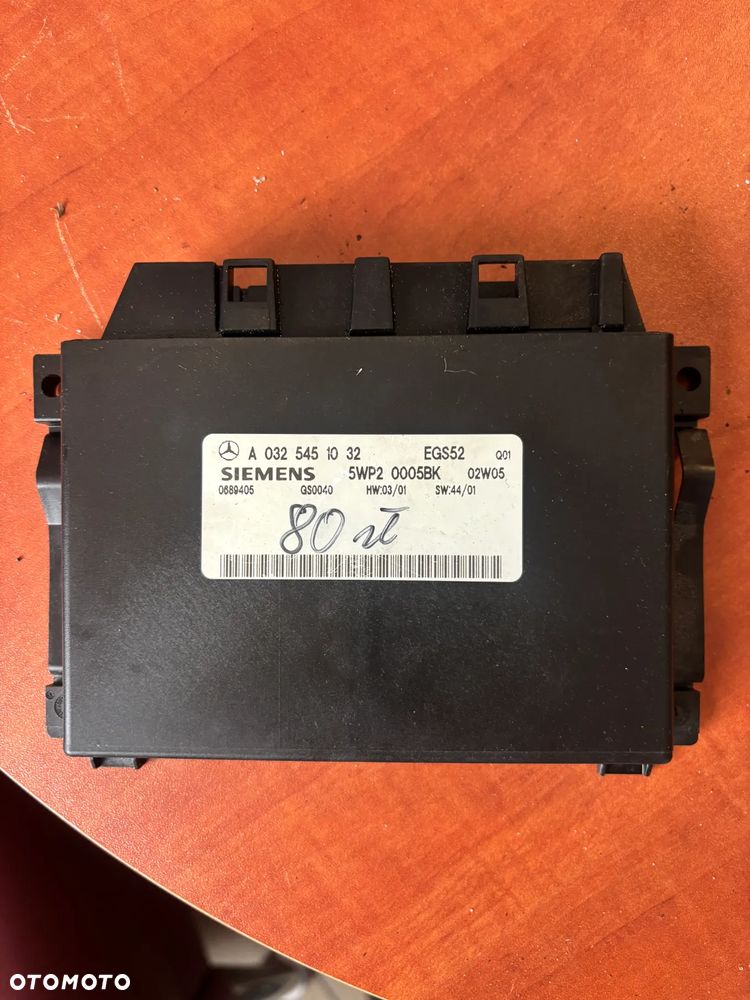 A 032 545 10 32 EGS52 Q01
SIEMENS 5WP2 0005BK 02W05
0689405 QS0040 HW:03/01 SW:44/01
80 zł
OTOMOTO